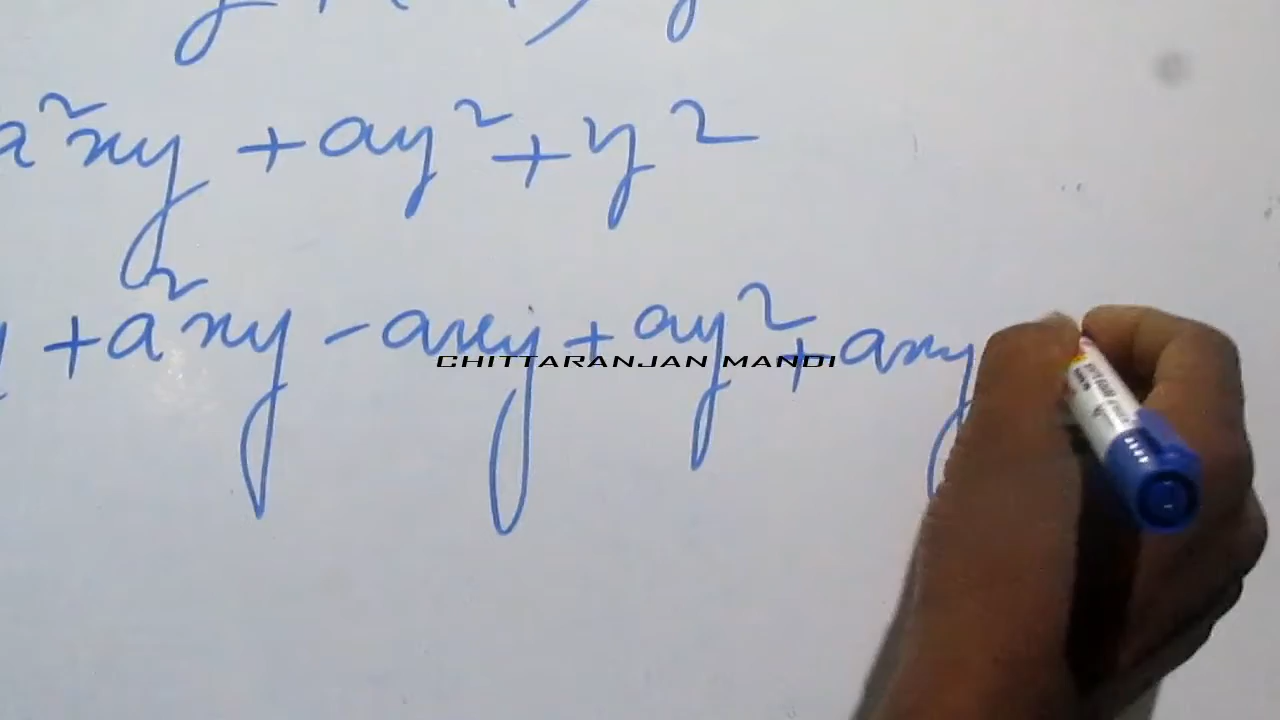 a²xy + ay² + y²
y + a²xy - axy + ay² + axy
CHITTARANJAN MANDI